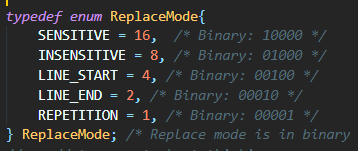 typedef enum ReplaceMode{
SENSITIVE = 16, /* Binary: 10000 */
INSENSITIVE = 8, /* Binary: 01000 */
LINE_START = 4, /* Binary: 00100 */
LINE_END = 2, /* Binary: 00010 */
REPETITION = 1, /* Binary: 00001 */
} ReplaceMode; /* Replace mode is in binary